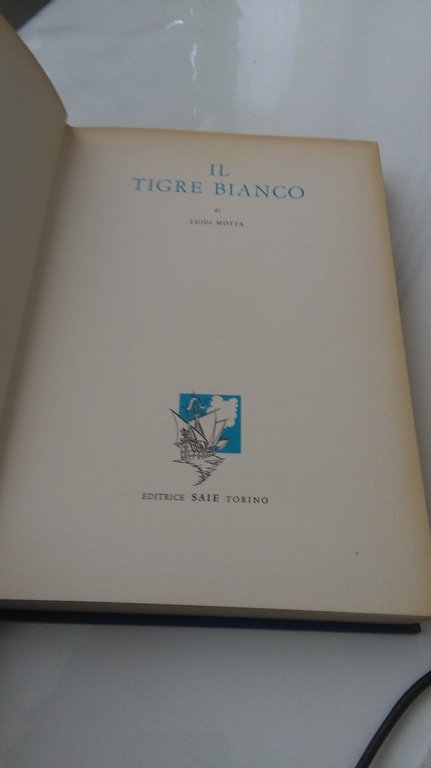 IL
TIGRE BIANCO
di
LUIGI MOTTA
EDITRICE SAIE TORINO